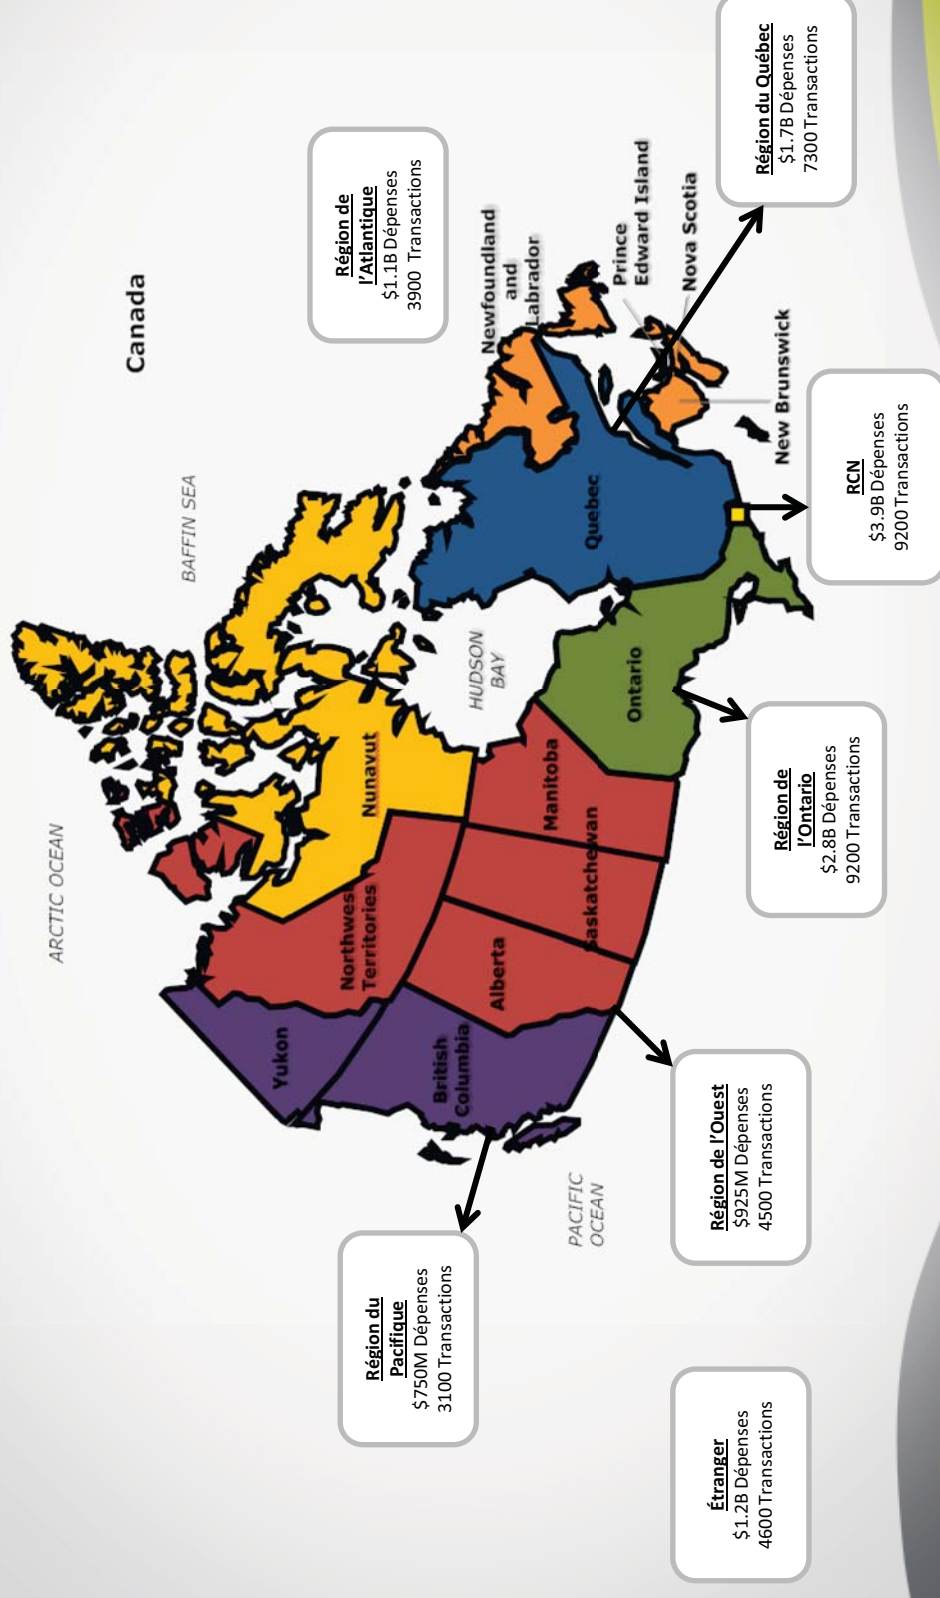 Canada
ARCTIC OCEAN
BAFFIN SEA
Région de
l'Atlantique
$1.1B Dépenses
3900 Transactions
Région du
Pacifique
$750M Dépenses
3100 Transactions
Yukon
Northwest
Territories
Nunavut
British
Columbia
Alberta
Saskatchewan
Manitoba
HUDSON
BAY
Ontario
Quebec
Newfoundland
and
Labrador
Prince
Edward Island
Nova Scotia
New Brunswick
PACIFIC
OCEAN
Étranger
$1.2B Dépenses
4600 Transactions
Région de l'Ouest
$925M Dépenses
4500 Transactions
Région de
l'Ontario
$2.8B Dépenses
9200 Transactions
RCN
$3.9B Dépenses
9200 Transactions
Région du Québec
$1.7B Dépenses
7300 Transactions